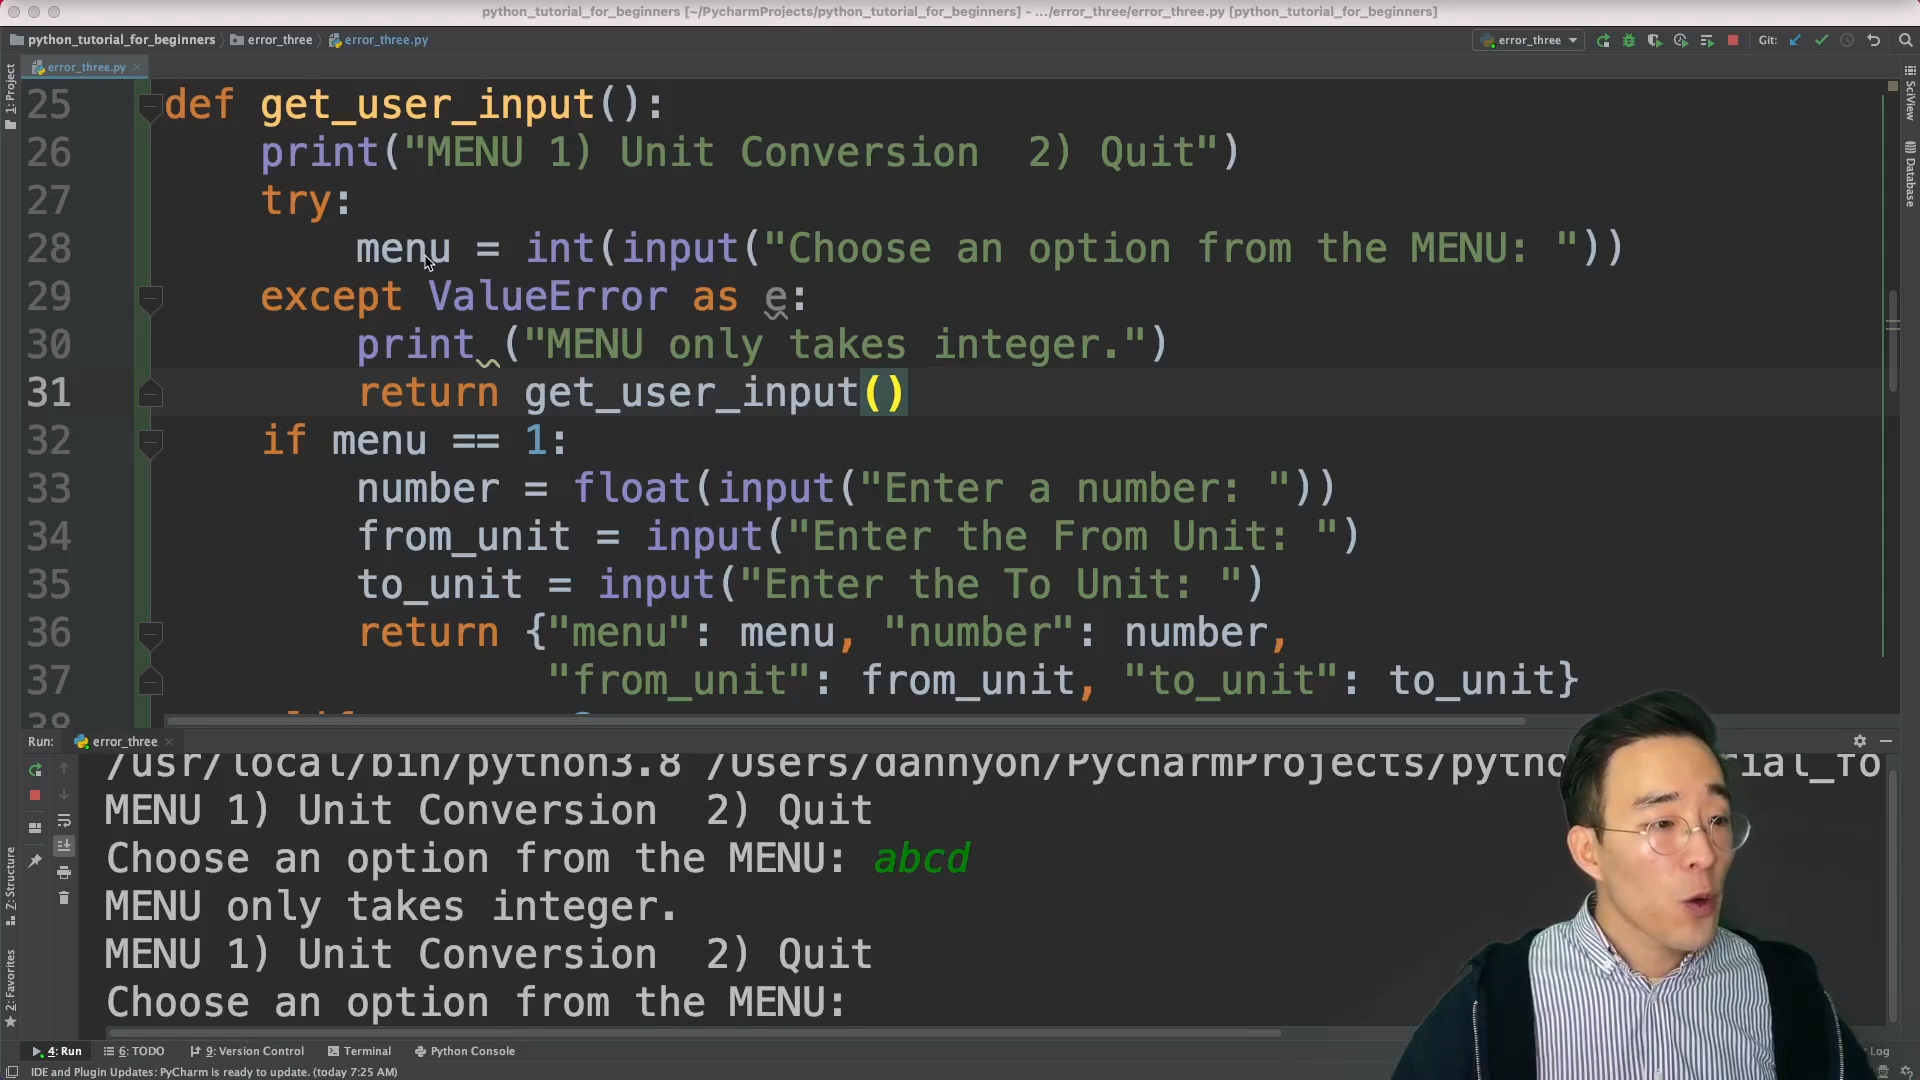 python_tutorial_for_beginners [~/PycharmProjects/python_tutorial_for_beginners] - .../error_three/error_three.py [python_tutorial_for_beginners]
python_tutorial_for_beginners error_three error_three.py
error_three Git:
error_three.py
1: Project
SciView
Database
25 def get_user_input():
26 print("MENU 1) Unit Conversion  2) Quit")
27 try:
28 menu = int(input("Choose an option from the MENU: "))
29 except ValueError as e:
30 print ("MENU only takes integer.")
31 return get_user_input()
32 if menu == 1:
33 number = float(input("Enter a number: "))
34 from_unit = input("Enter the From Unit: ")
35 to_unit = input("Enter the To Unit: ")
36 return {"menu": menu, "number": number,
37 "from_unit": from_unit, "to_unit": to_unit}
38
Run: error_three
/usr/local/bin/python3.8 /Users/dannyoh/PycharmProjects/pytho
ial_fo
MENU 1) Unit Conversion  2) Quit
Choose an option from the MENU: abcd
MENU only takes integer.
MENU 1) Unit Conversion  2) Quit
Choose an option from the MENU:
Z: Structure
2: Favorites
4: Run 6: TODO 9: Version Control Terminal Python Console Log
IDE and Plugin Updates: PyCharm is ready to update. (today 7:25 AM)